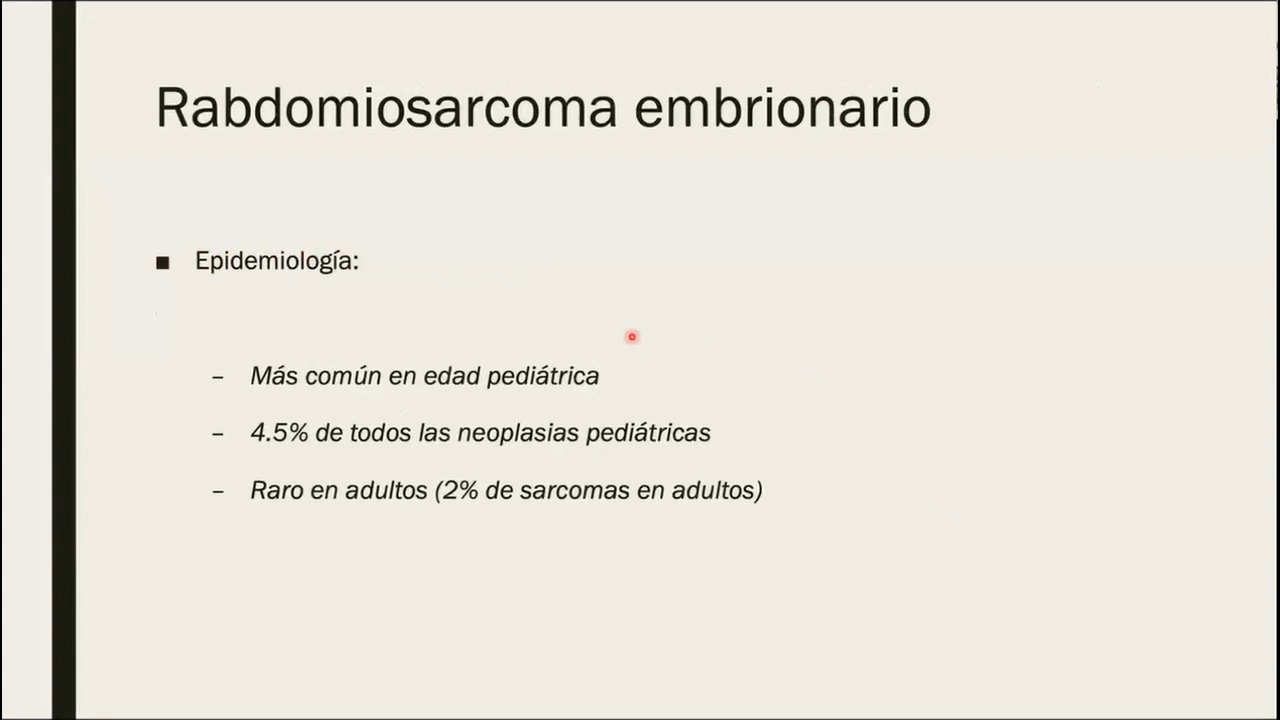 Rabdomiosarcoma embrionario
■ Epidemiología:
– Más común en edad pediátrica
– 4.5% de todos las neoplasias pediátricas
– Raro en adultos (2% de sarcomas en adultos)